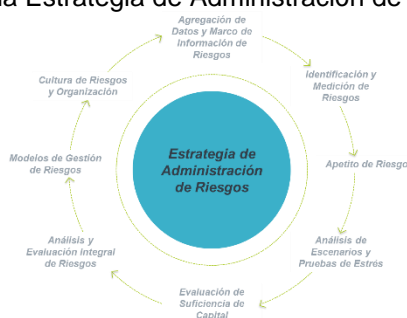 la Estrategia de Administración de
Agregación de
Datos y Marco de
Información de
Riesgos
Identificación y
Medición de
Riesgos
Apetito de Riesgo
Análisis de
Escenarios y
Pruebas de Estrés
Evaluación de
Suficiencia de
Capital
Análisis y
Evaluación integral
de Riesgos
Modelos de Gestión
de Riesgos
Cultura de Riesgos
y Organización
Estrategia de
Administración
de Riesgos